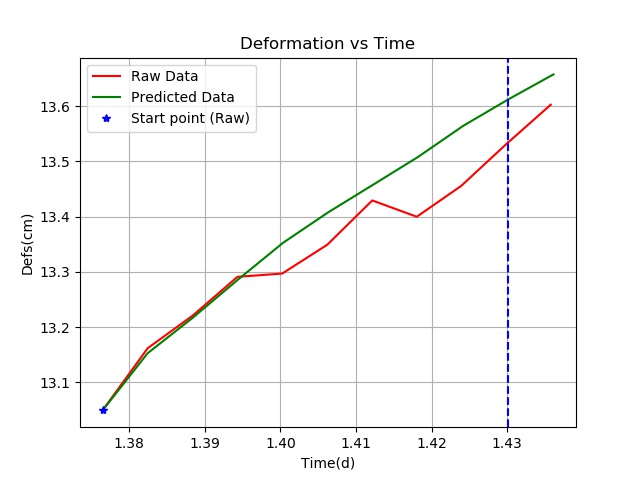 Deformation vs Time
Raw Data
Predicted Data
Start point (Raw)
Defs(cm)
13.6
13.5
13.4
13.3
13.2
13.1
1.38 1.39 1.40 1.41 1.42 1.43
Time(d)